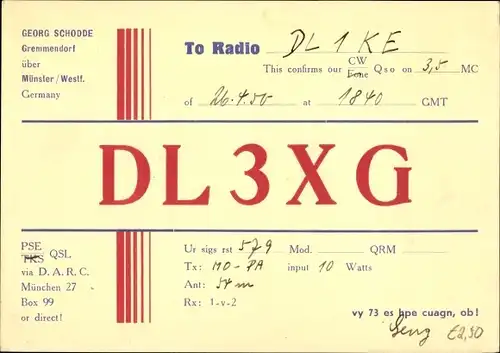 GEORG SCHODDE
Gremmendorf
über
Münster/Westf.
Germany
To Radio DL1KE
This confirms our CW Fone Qso on 3,5 MC
of 26.4.50 at 1840 GMT
DL3XG
PSE TKS QSL
via D. A. R. C.
München 27
Box 99
or direct!
Ur sigs rst 579 Mod. QRM
Tx: MO-PA input 10 Watts
Ant: 54 m
Rx: 1-v-2
vy 73 es hpe cuagn, ob!
€2,50